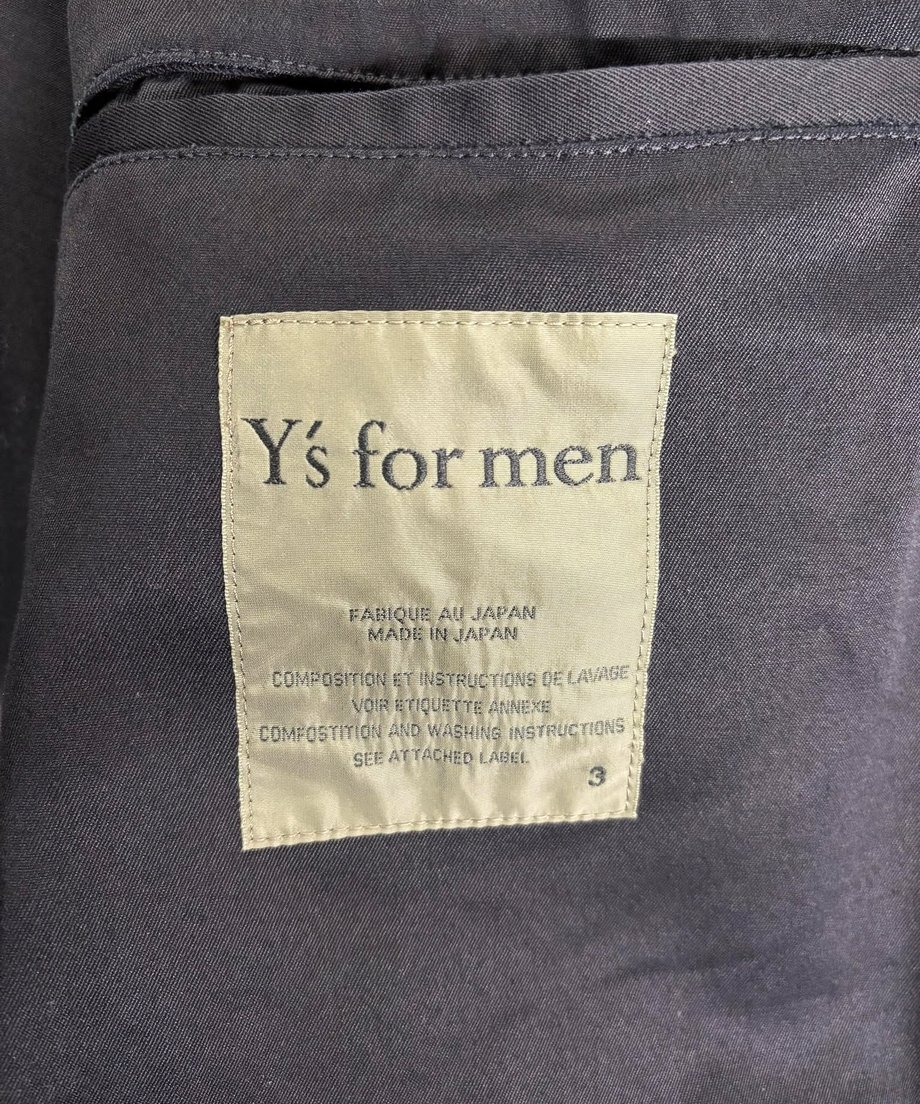 Y's for men
FABIQUE AU JAPAN
MADE IN JAPAN
COMPOSITION ET INSTRUCTIONS DE LAVAGE
VOIR ETIQUETTE ANNEXE
COMPOSTITION AND WASHING INSTRUCTIONS
SEE ATTACHED LABEL
3